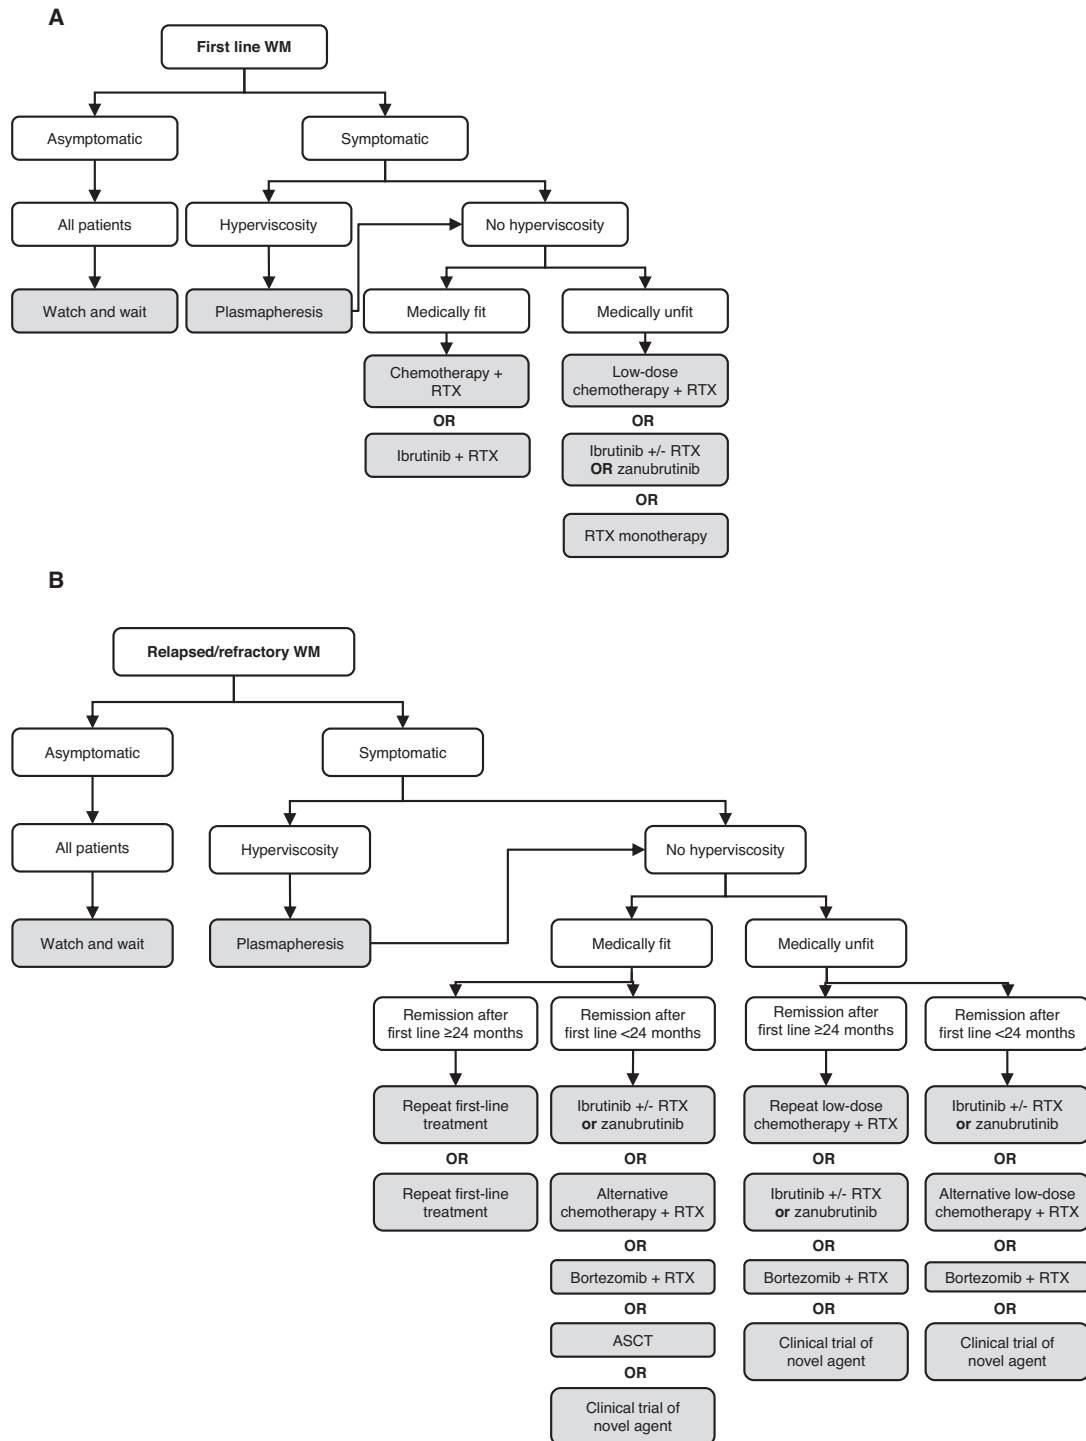 A
First line WM
Asymptomatic
Symptomatic
All patients
Hyperviscosity
No hyperviscosity
Watch and wait
Plasmapheresis
Medically fit
Medically unfit
Chemotherapy +
RTX
OR
Ibrutinib + RTX
Low-dose
chemotherapy + RTX
OR
Ibrutinib +/- RTX
OR zanubrutinib
OR
RTX monotherapy
B
Relapsed/refractory WM
Asymptomatic
Symptomatic
All patients
Hyperviscosity
No hyperviscosity
Watch and wait
Plasmapheresis
Medically fit
Medically unfit
Remission after
first line ≥24 months
Remission after
first line <24 months
Remission after
first line ≥24 months
Remission after
first line <24 months
Repeat first-line
treatment
OR
Repeat first-line
treatment
Ibrutinib +/- RTX
or zanubrutinib
OR
Alternative
chemotherapy + RTX
OR
Bortezomib + RTX
OR
ASCT
OR
Clinical trial of
novel agent
Repeat low-dose
chemotherapy + RTX
OR
Ibrutinib +/- RTX
or zanubrutinib
OR
Bortezomib + RTX
OR
Clinical trial of
novel agent
Ibrutinib +/- RTX
or zanubrutinib
OR
Alternative low-dose
chemotherapy + RTX
OR
Bortezomib + RTX
OR
Clinical trial of
novel agent